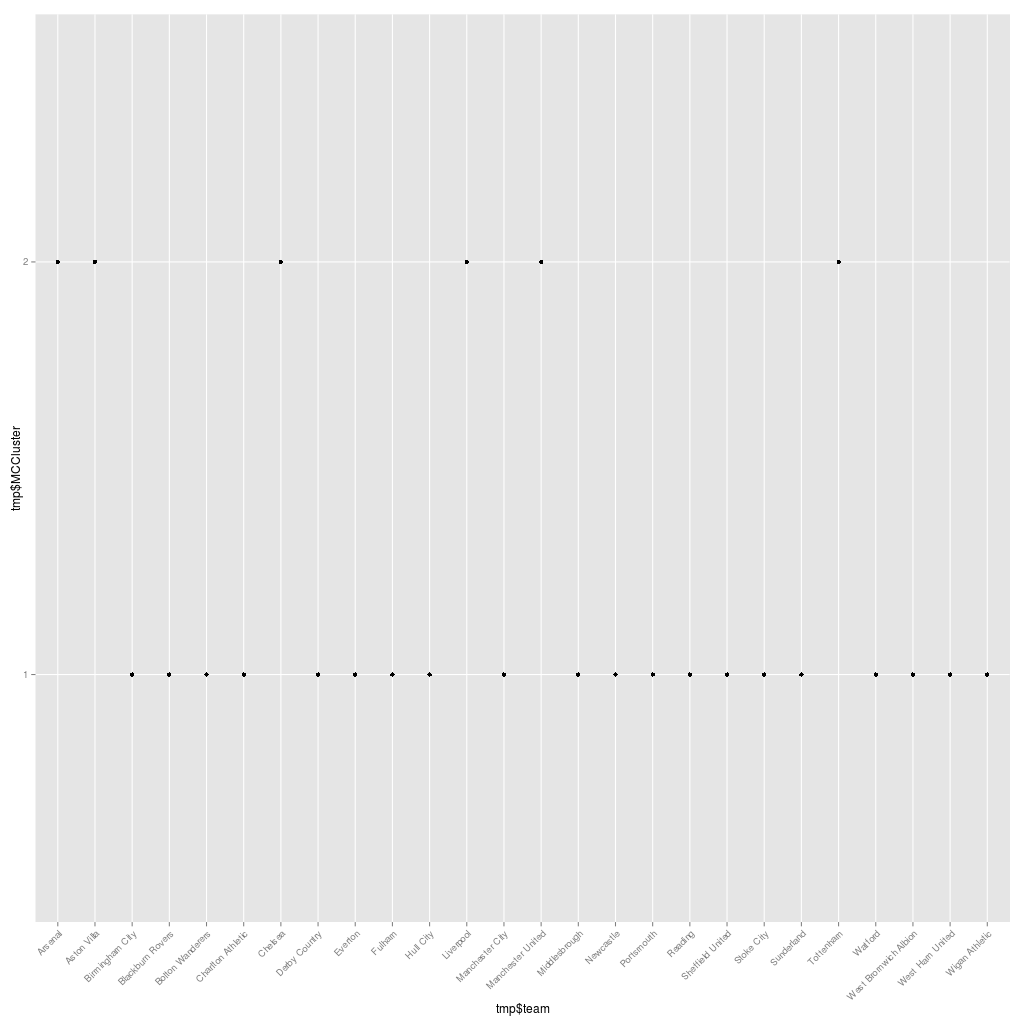 2
1
tmp$MCCluster
Arsenal
Aston Villa
Birmingham City
Blackburn Rovers
Bolton Wanderers
Charlton Athletic
Chelsea
Derby Country
Everton
Fulham
Hull City
Liverpool
Manchester City
Manchester United
Middlesbrough
Newcastle
Portsmouth
Reading
Sheffield United
Stoke City
Sunderland
Tottenham
Watford
West Bromwich Albion
West Ham United
Wigan Athletic
tmp$team